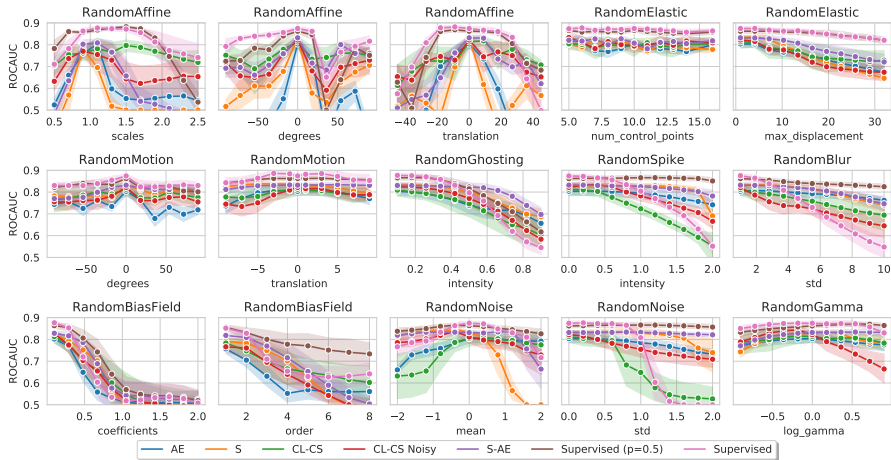 RandomAffine RandomAffine RandomAffine RandomElastic RandomElastic
ROCAUC
0.9
0.8
0.7
0.6
0.5
0.5 1.0 1.5 2.0 2.5 −50 0 50 −40 −20 0 20 40 5.0 7.5 10.0 12.5 15.0 0 10 20 30
scales degrees translation num_control_points max_displacement
RandomMotion RandomMotion RandomGhosting RandomSpike RandomBlur
ROCAUC
0.9
0.8
0.7
0.6
0.5
−50 0 50 −5 0 5 0.2 0.4 0.6 0.8 0.0 0.5 1.0 1.5 2.0 2 4 6 8 10
degrees translation intensity intensity std
RandomBiasField RandomBiasField RandomNoise RandomNoise RandomGamma
ROCAUC
0.9
0.8
0.7
0.6
0.5
0.5 1.0 1.5 2.0 2 4 6 8 −2 −1 0 1 2 0.0 0.5 1.0 1.5 2.0 −0.5 0.0 0.5
coefficients order mean std log_gamma
AE S CL-CS CL-CS Noisy S-AE Supervised (p=0.5) Supervised